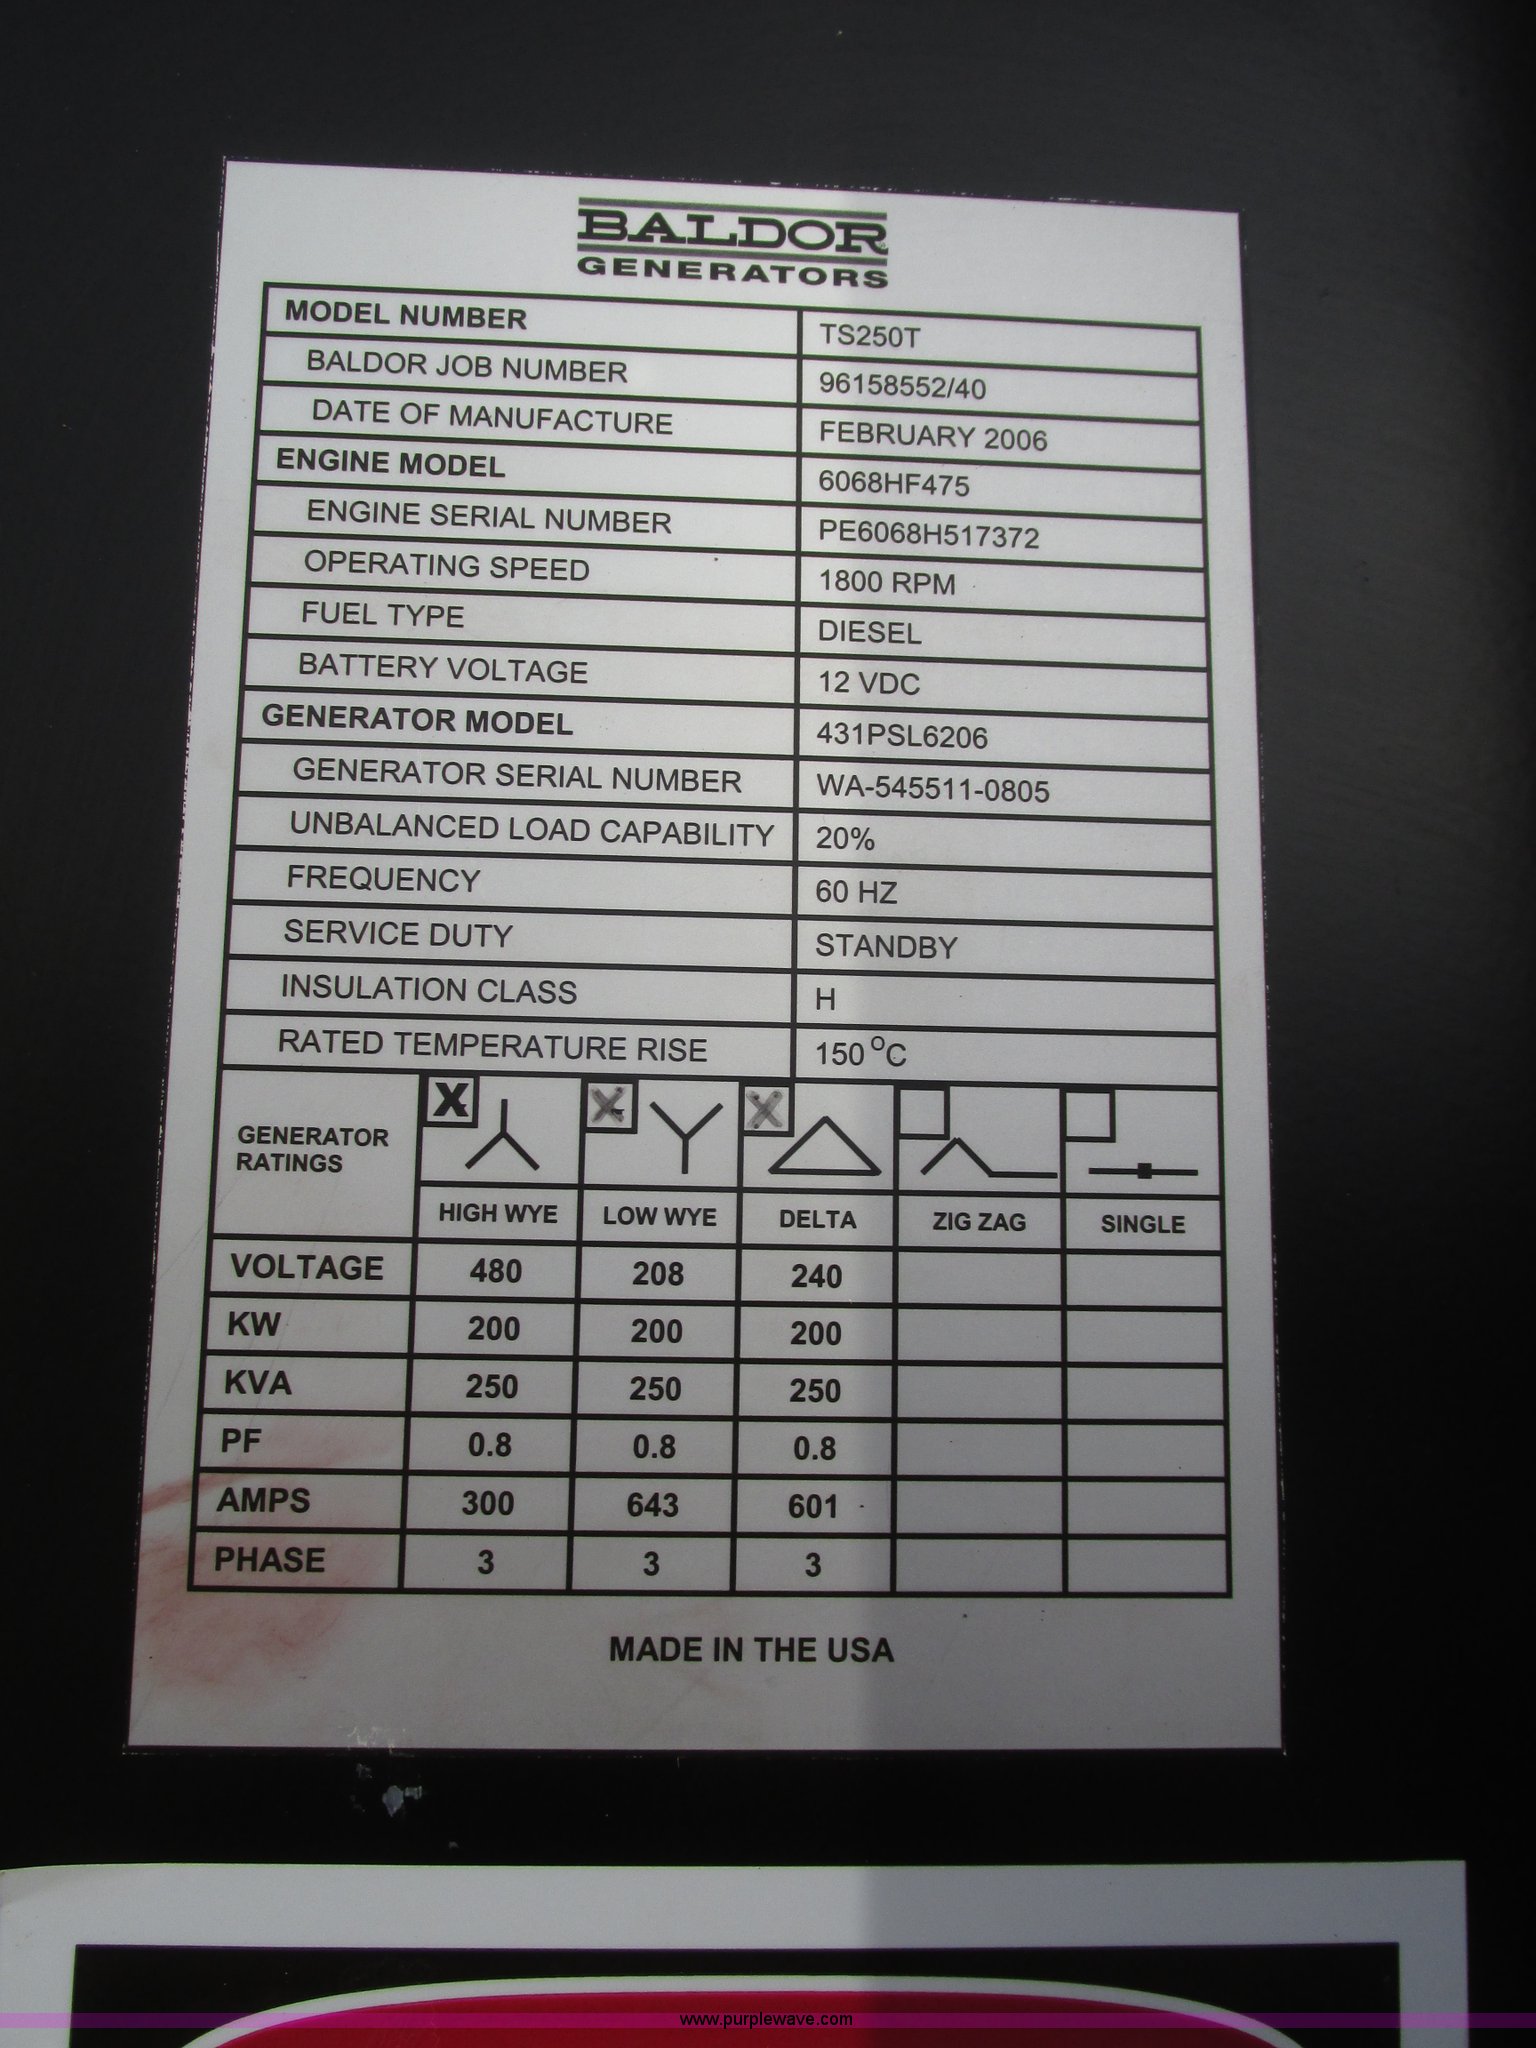 BALDOR
GENERATORS
MODEL NUMBER TS250T
BALDOR JOB NUMBER 96158552/40
DATE OF MANUFACTURE FEBRUARY 2006
ENGINE MODEL 6068HF475
ENGINE SERIAL NUMBER PE6068H517372
OPERATING SPEED 1800 RPM
FUEL TYPE DIESEL
BATTERY VOLTAGE 12 VDC
GENERATOR MODEL 431PSL6206
GENERATOR SERIAL NUMBER WA-545511-0805
UNBALANCED LOAD CAPABILITY 20%
FREQUENCY 60 HZ
SERVICE DUTY STANDBY
INSULATION CLASS H
RATED TEMPERATURE RISE 150 °C
X X X
GENERATOR
RATINGS
HIGH WYE LOW WYE DELTA ZIG ZAG SINGLE
VOLTAGE 480 208 240
KW 200 200 200
KVA 250 250 250
PF 0.8 0.8 0.8
AMPS 300 643 601
PHASE 3 3 3
MADE IN THE USA
www.purplewave.com